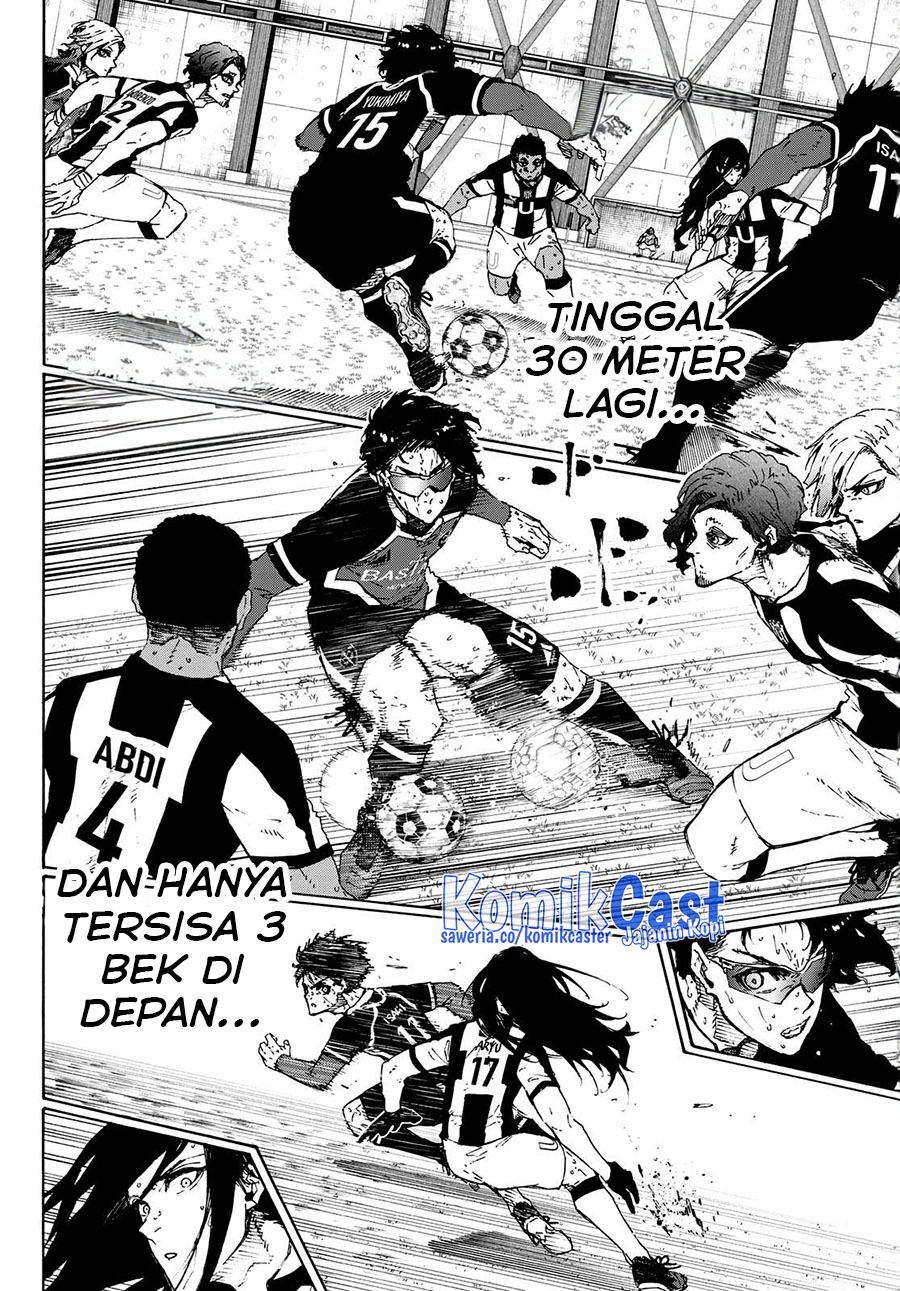 YUKIMIYA
15
2
ISA
11
U
U
TINGGAL
30 METER
LAGI...
BAST
15
U
ABDI
4
DAN HANYA
TERSISA 3
BEK DI
DEPAN...
KomikCast
saweria.co/komikcaster Jajanin Kopi
ARYU
17